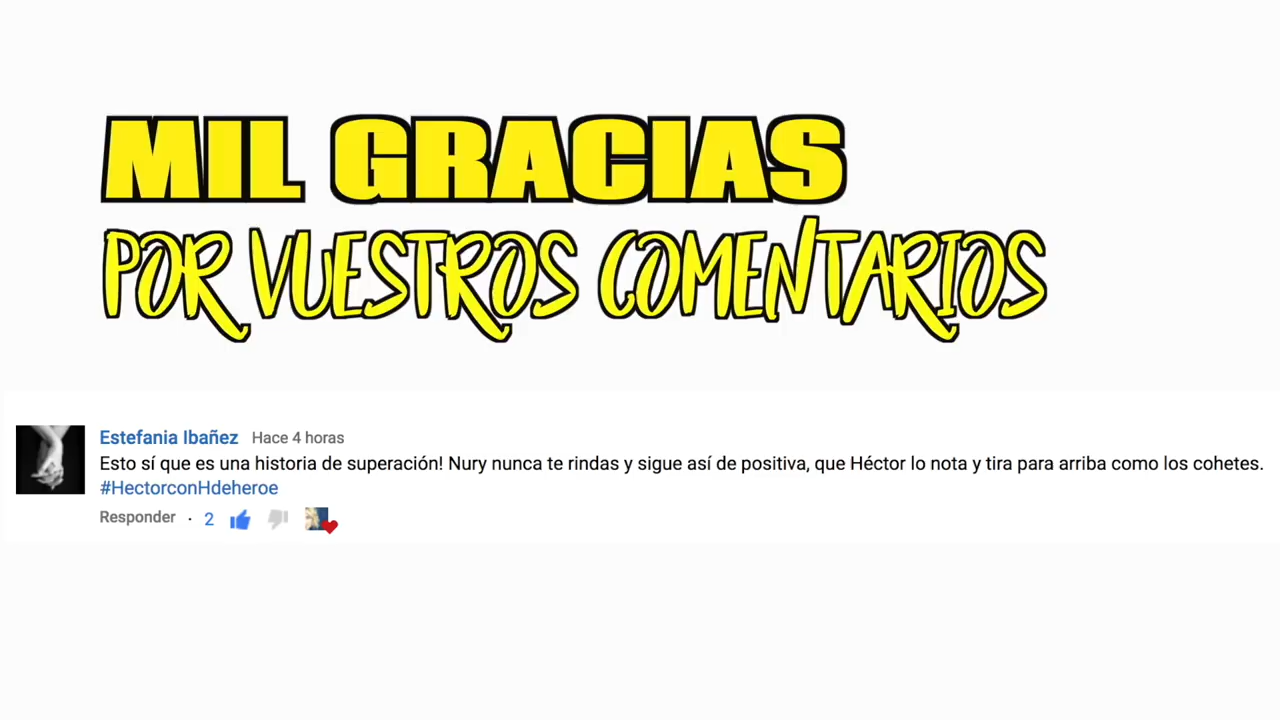 MIL GRACIAS
POR VUESTROS COMENTARIOS
Estefania Ibañez Hace 4 horas
Esto sí que es una historia de superación! Nury nunca te rindas y sigue así de positiva, que Héctor lo nota y tira para arriba como los cohetes.
#HectorconHdeheroe
Responder · 2